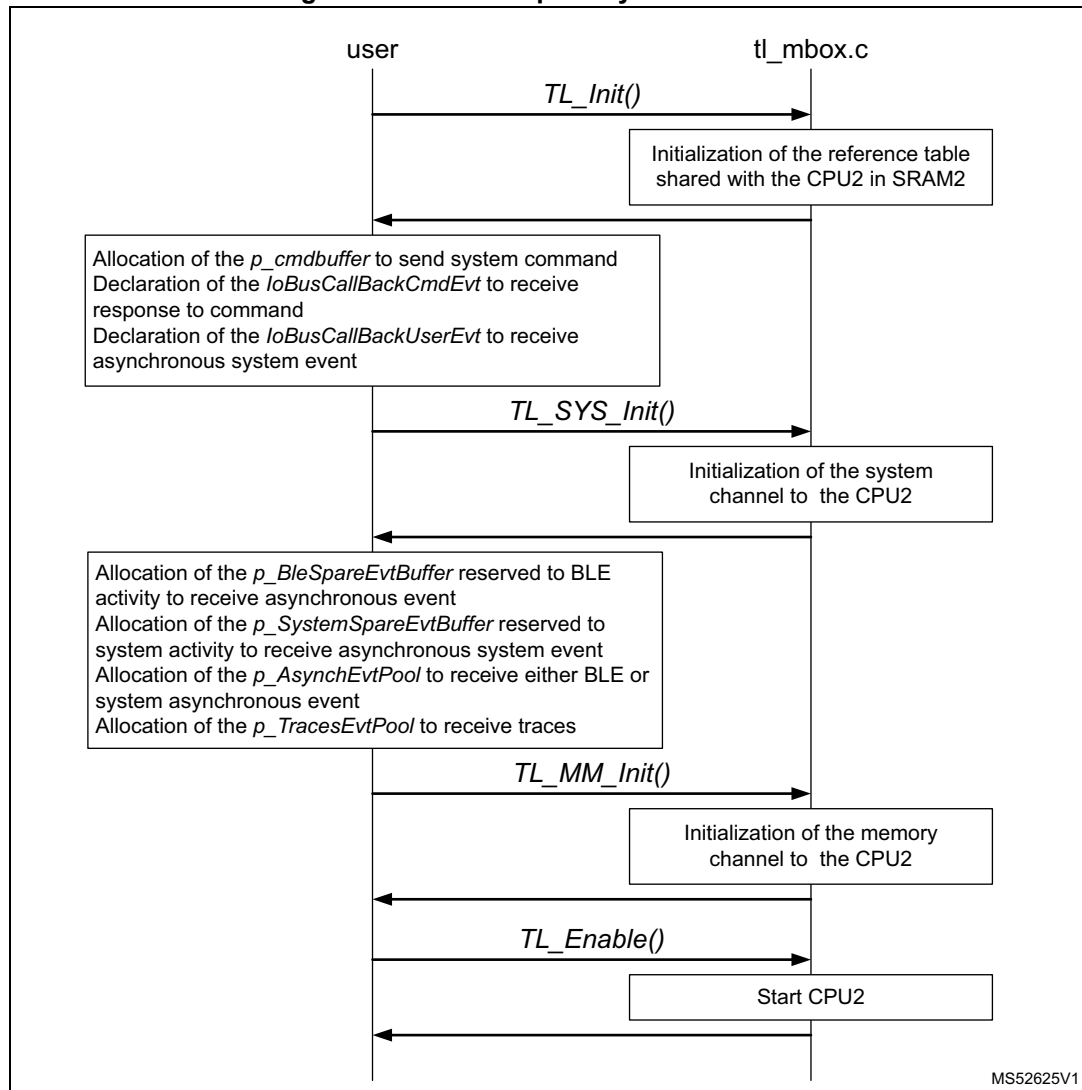 user tl_mbox.c
TL_Init()
Initialization of the reference table
shared with the CPU2 in SRAM2
Allocation of the p_cmdbuffer to send system command
Declaration of the IoBusCallBackCmdEvt to receive
response to command
Declaration of the IoBusCallBackUserEvt to receive
asynchronous system event
TL_SYS_Init()
Initialization of the system
channel to the CPU2
Allocation of the p_BleSpareEvtBuffer reserved to BLE
activity to receive asynchronous event
Allocation of the p_SystemSpareEvtBuffer reserved to
system activity to receive asynchronous system event
Allocation of the p_AsynchEvtPool to receive either BLE or
system asynchronous event
Allocation of the p_TracesEvtPool to receive traces
TL_MM_Init()
Initialization of the memory
channel to the CPU2
TL_Enable()
Start CPU2
MS52625V1